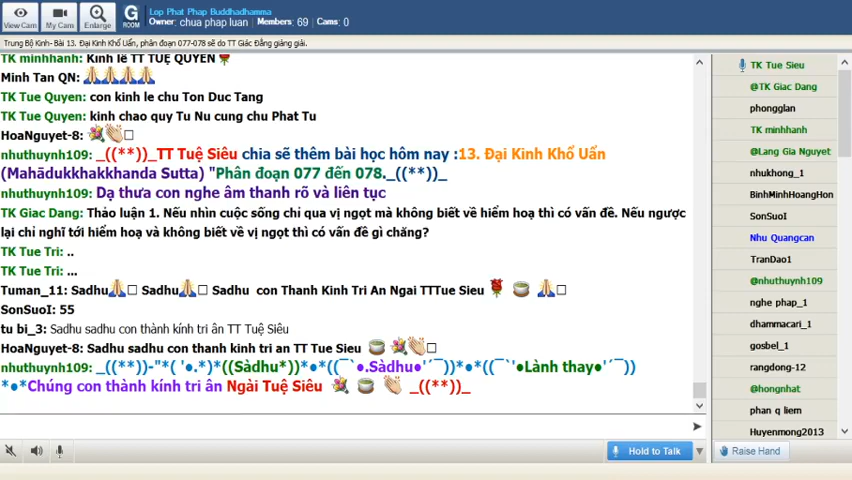 View Cam
My Cam
Enlarge
G
ROOM
Lop Phat Phap Buddhadhamma
Owner: chua phap luan Members: 69 Cams: 0
Trung Bộ Kinh- Bài 13. Đại Kinh Khổ Uẩn, phân đoạn 077-078 sẽ do TT Giác Đẳng giảng giải.
TK minhhanh: Kính lễ TT TUỆ QUYỀN 🌹
Minh Tan QN: 🙏🙏🙏🙏
TK Tue Quyen: con kinh le chu Ton Duc Tang
TK Tue Quyen: kinh chao quy Tu Nu cung chu Phat Tu
HoaNguyet-8: 💐👏□
nhuthuynh109: _((**))_TT Tuệ Siêu chia sẽ thêm bài học hôm nay :13. Đại Kinh Khổ Uẩn
(Mahādukkhakkhanda Sutta) "Phân đoạn 077 đến 078._((**))_
nhuthuynh109: Dạ thưa con nghe âm thanh rõ và liên tục
TK Giac Dang: Thảo luận 1. Nếu nhìn cuộc sống chỉ qua vị ngọt mà không biết về hiểm hoạ thì có vấn đề. Nếu ngược
lại chỉ nghĩ tới hiểm hoạ và không biết về vị ngọt thì có vấn đề gì chăng?
TK Tue Tri: ..
TK Tue Tri: ...
Tuman_11: Sadhu🙏□ Sadhu🙏□ Sadhu con Thanh Kinh Tri An Ngai TTTue Sieu 🌹 🍵 🙏□
SonSuoI: 55
tu bi_3: Sadhu sadhu con thành kính tri ân TT Tuệ Siêu
HoaNguyet-8: Sadhu sadhu con thanh kinh tri an TT Tue Sieu 🍵 💐👏□
nhuthuynh109: _((**))-"*( '●.*)*((Sàdhu*))*●*((¯`●.Sàdhu●'´¯))*●*((¯`'●Lành thay●'´¯))
*●*Chúng con thành kính tri ân Ngài Tuệ Siêu 💐 🍵 👏 _((**))_
Hold to Talk
TK Tue Sieu
@TK Giac Dang
phongglan
TK minhhanh
@Lang Gia Nguyet
nhukhong_1
BinhMinhHoangHon
SonSuoI
Nhu Quangcan
TranDao1
@nhuthuynh109
nghe phap_1
dhammacari_1
gosbel_1
rangdong-12
@hongnhat
phan q liem
Huyenmong2013
Raise Hand